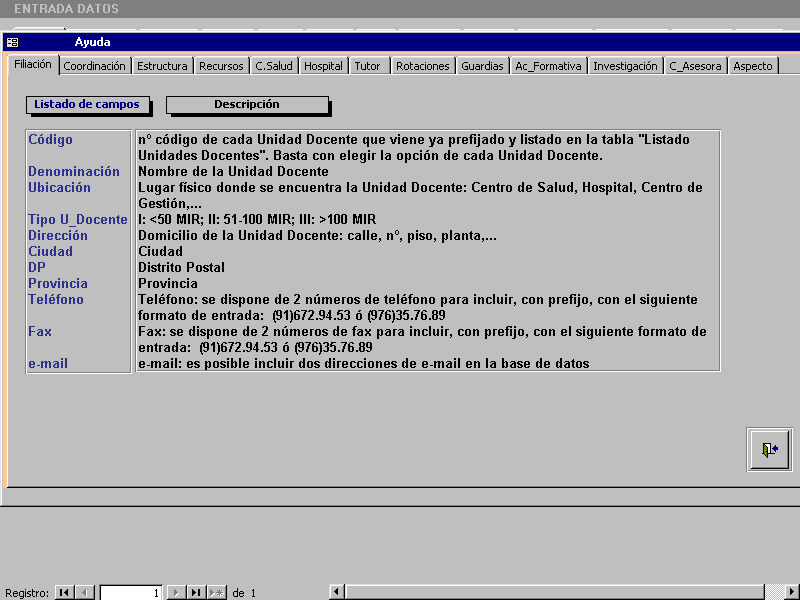 ENTRADA DATOS
Ayuda
Filiación Coordinación Estructura Recursos C.Salud Hospital Tutor Rotaciones Guardias Ac_Formativa Investigación C_Asesora Aspecto
Listado de campos Descripción
Código nº código de cada Unidad Docente que viene ya prefijado y listado en la tabla "Listado
Unidades Docentes". Basta con elegir la opción de cada Unidad Docente.
Denominación Nombre de la Unidad Docente
Ubicación Lugar físico donde se encuentra la Unidad Docente: Centro de Salud, Hospital, Centro de
Gestión,...
Tipo U_Docente I: <50 MIR; II: 51-100 MIR; III: >100 MIR
Dirección Domicilio de la Unidad Docente: calle, nº, piso, planta,...
Ciudad Ciudad
DP Distrito Postal
Provincia Provincia
Teléfono Teléfono: se dispone de 2 números de teléfono para incluir, con prefijo, con el siguiente
formato de entrada: (91)672.94.53 ó (976)35.76.89
Fax Fax: se dispone de 2 números de fax para incluir, con prefijo, con el siguiente formato de
entrada: (91)672.94.53 ó (976)35.76.89
e-mail e-mail: es posible incluir dos direcciones de e-mail en la base de datos
Registro: 1 de 1